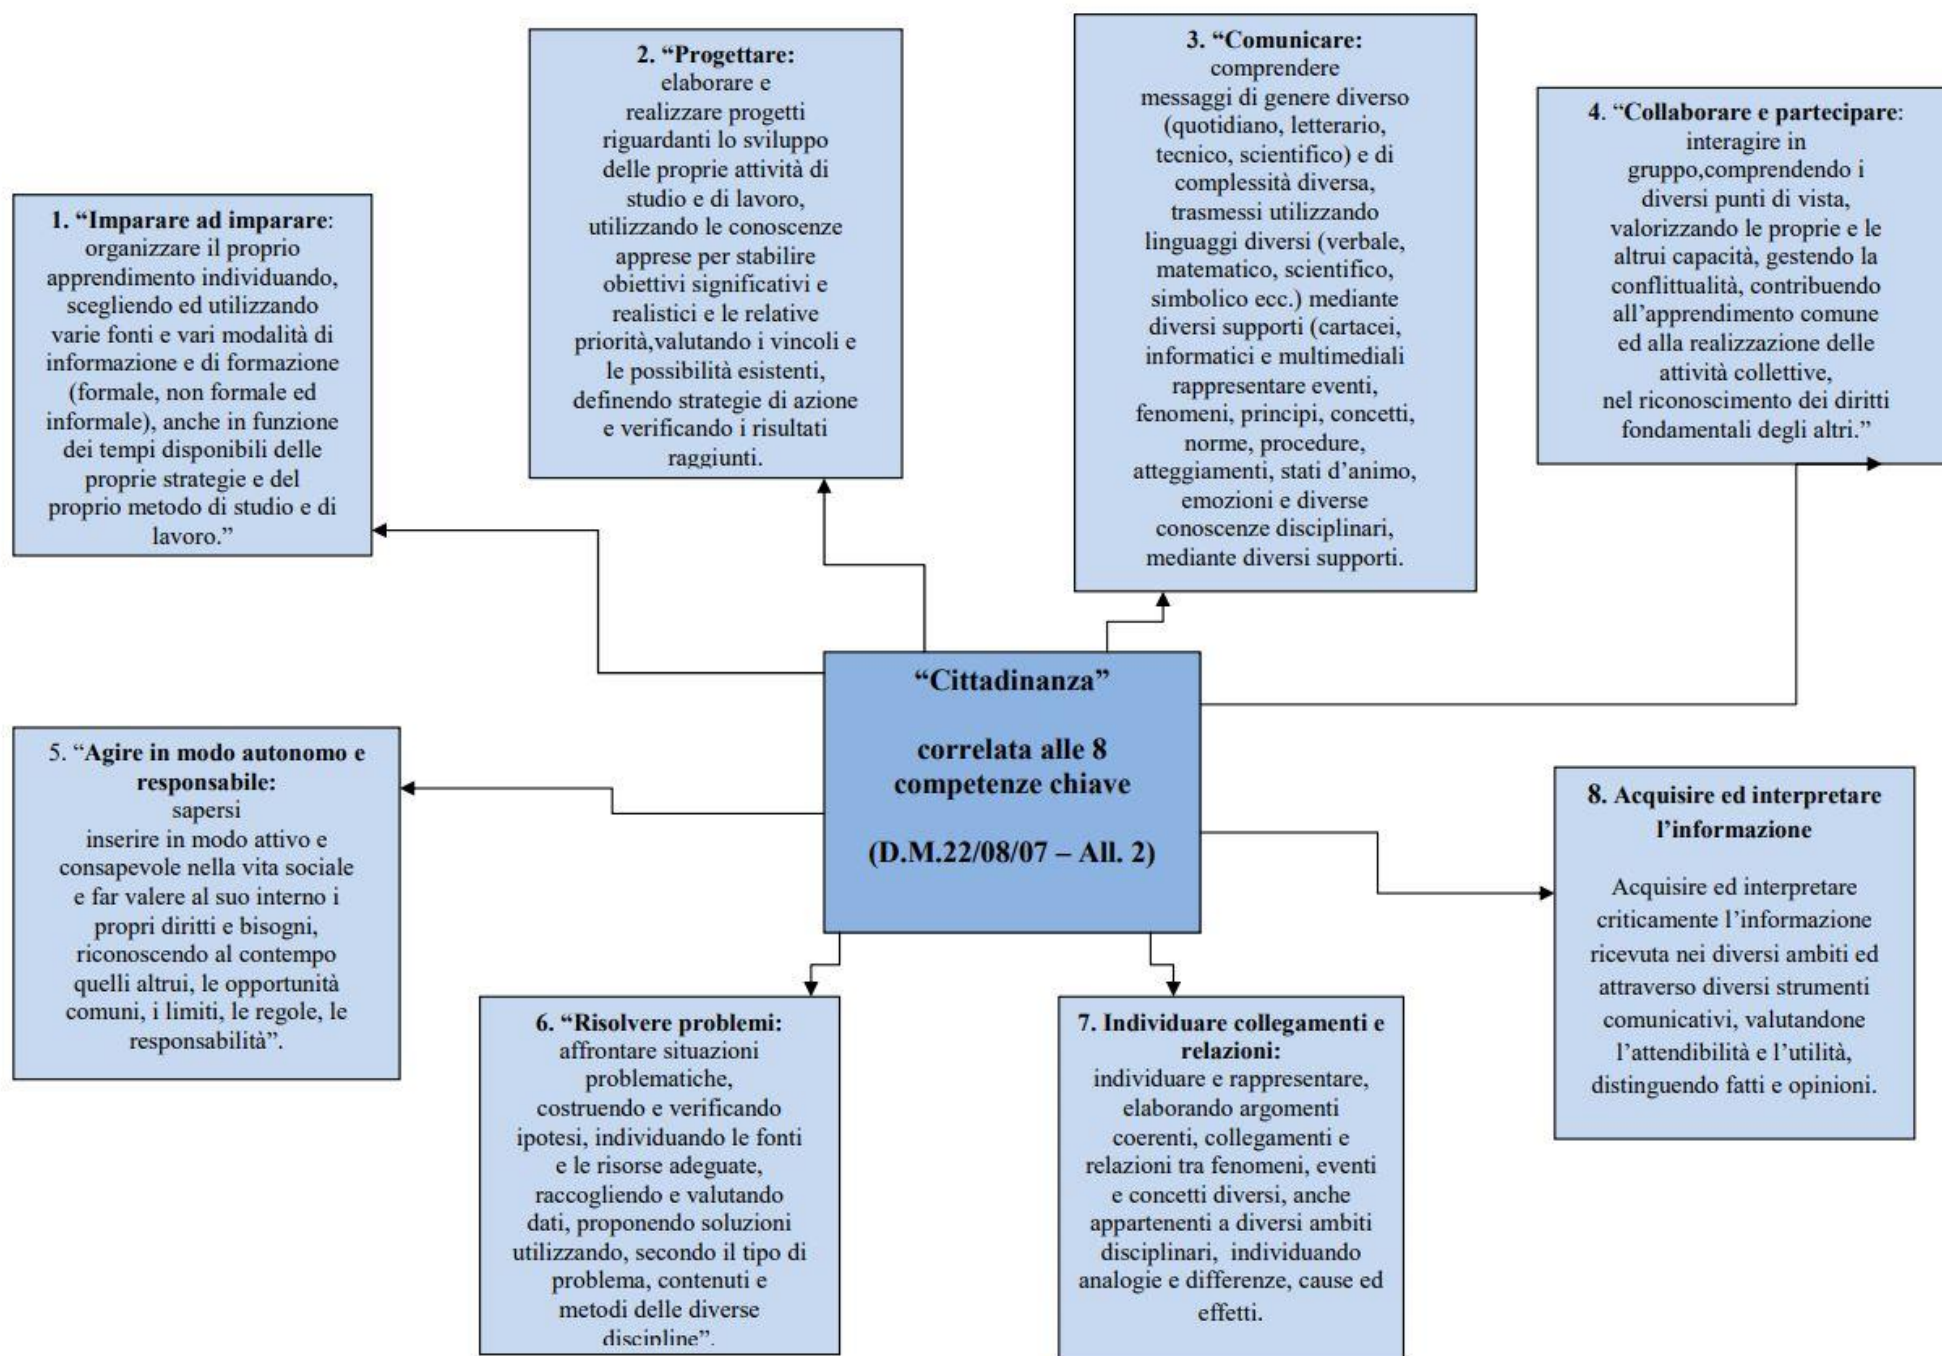 1. “Imparare ad imparare:
organizzare il proprio
apprendimento individuando,
scegliendo ed utilizzando
varie fonti e vari modalità di
informazione e di formazione
(formale, non formale ed
informale), anche in funzione
dei tempi disponibili delle
proprie strategie e del
proprio metodo di studio e di
lavoro.”
2. “Progettare:
elaborare e
realizzare progetti
riguardanti lo sviluppo
delle proprie attività di
studio e di lavoro,
utilizzando le conoscenze
apprese per stabilire
obiettivi significativi e
realistici e le relative
priorità,valutando i vincoli e
le possibilità esistenti,
definendo strategie di azione
e verificando i risultati
raggiunti.
3. “Comunicare:
comprendere
messaggi di genere diverso
(quotidiano, letterario,
tecnico, scientifico) e di
complessità diversa,
trasmessi utilizzando
linguaggi diversi (verbale,
matematico, scientifico,
simbolico ecc.) mediante
diversi supporti (cartacei,
informatici e multimediali
rappresentare eventi,
fenomeni, principi, concetti,
norme, procedure,
atteggiamenti, stati d’animo,
emozioni e diverse
conoscenze disciplinari,
mediante diversi supporti.
4. “Collaborare e partecipare:
interagire in
gruppo,comprendendo i
diversi punti di vista,
valorizzando le proprie e le
altrui capacità, gestendo la
conflittualità, contribuendo
all’apprendimento comune
ed alla realizzazione delle
attività collettive,
nel riconoscimento dei diritti
fondamentali degli altri.”
“Cittadinanza”
correlata alle 8
competenze chiave
(D.M.22/08/07 – All. 2)
5. “Agire in modo autonomo e
responsabile:
sapersi
inserire in modo attivo e
consapevole nella vita sociale
e far valere al suo interno i
propri diritti e bisogni,
riconoscendo al contempo
quelli altrui, le opportunità
comuni, i limiti, le regole, le
responsabilità”.
6. “Risolvere problemi:
affrontare situazioni
problematiche,
costruendo e verificando
ipotesi, individuando le fonti
e le risorse adeguate,
raccogliendo e valutando
dati, proponendo soluzioni
utilizzando, secondo il tipo di
problema, contenuti e
metodi delle diverse
discipline”.
7. Individuare collegamenti e
relazioni:
individuare e rappresentare,
elaborando argomenti
coerenti, collegamenti e
relazioni tra fenomeni, eventi
e concetti diversi, anche
appartenenti a diversi ambiti
disciplinari, individuando
analogie e differenze, cause ed
effetti.
8. Acquisire ed interpretare
l’informazione
Acquisire ed interpretare
criticamente l’informazione
ricevuta nei diversi ambiti ed
attraverso diversi strumenti
comunicativi, valutandone
l’attendibilità e l’utilità,
distinguendo fatti e opinioni.